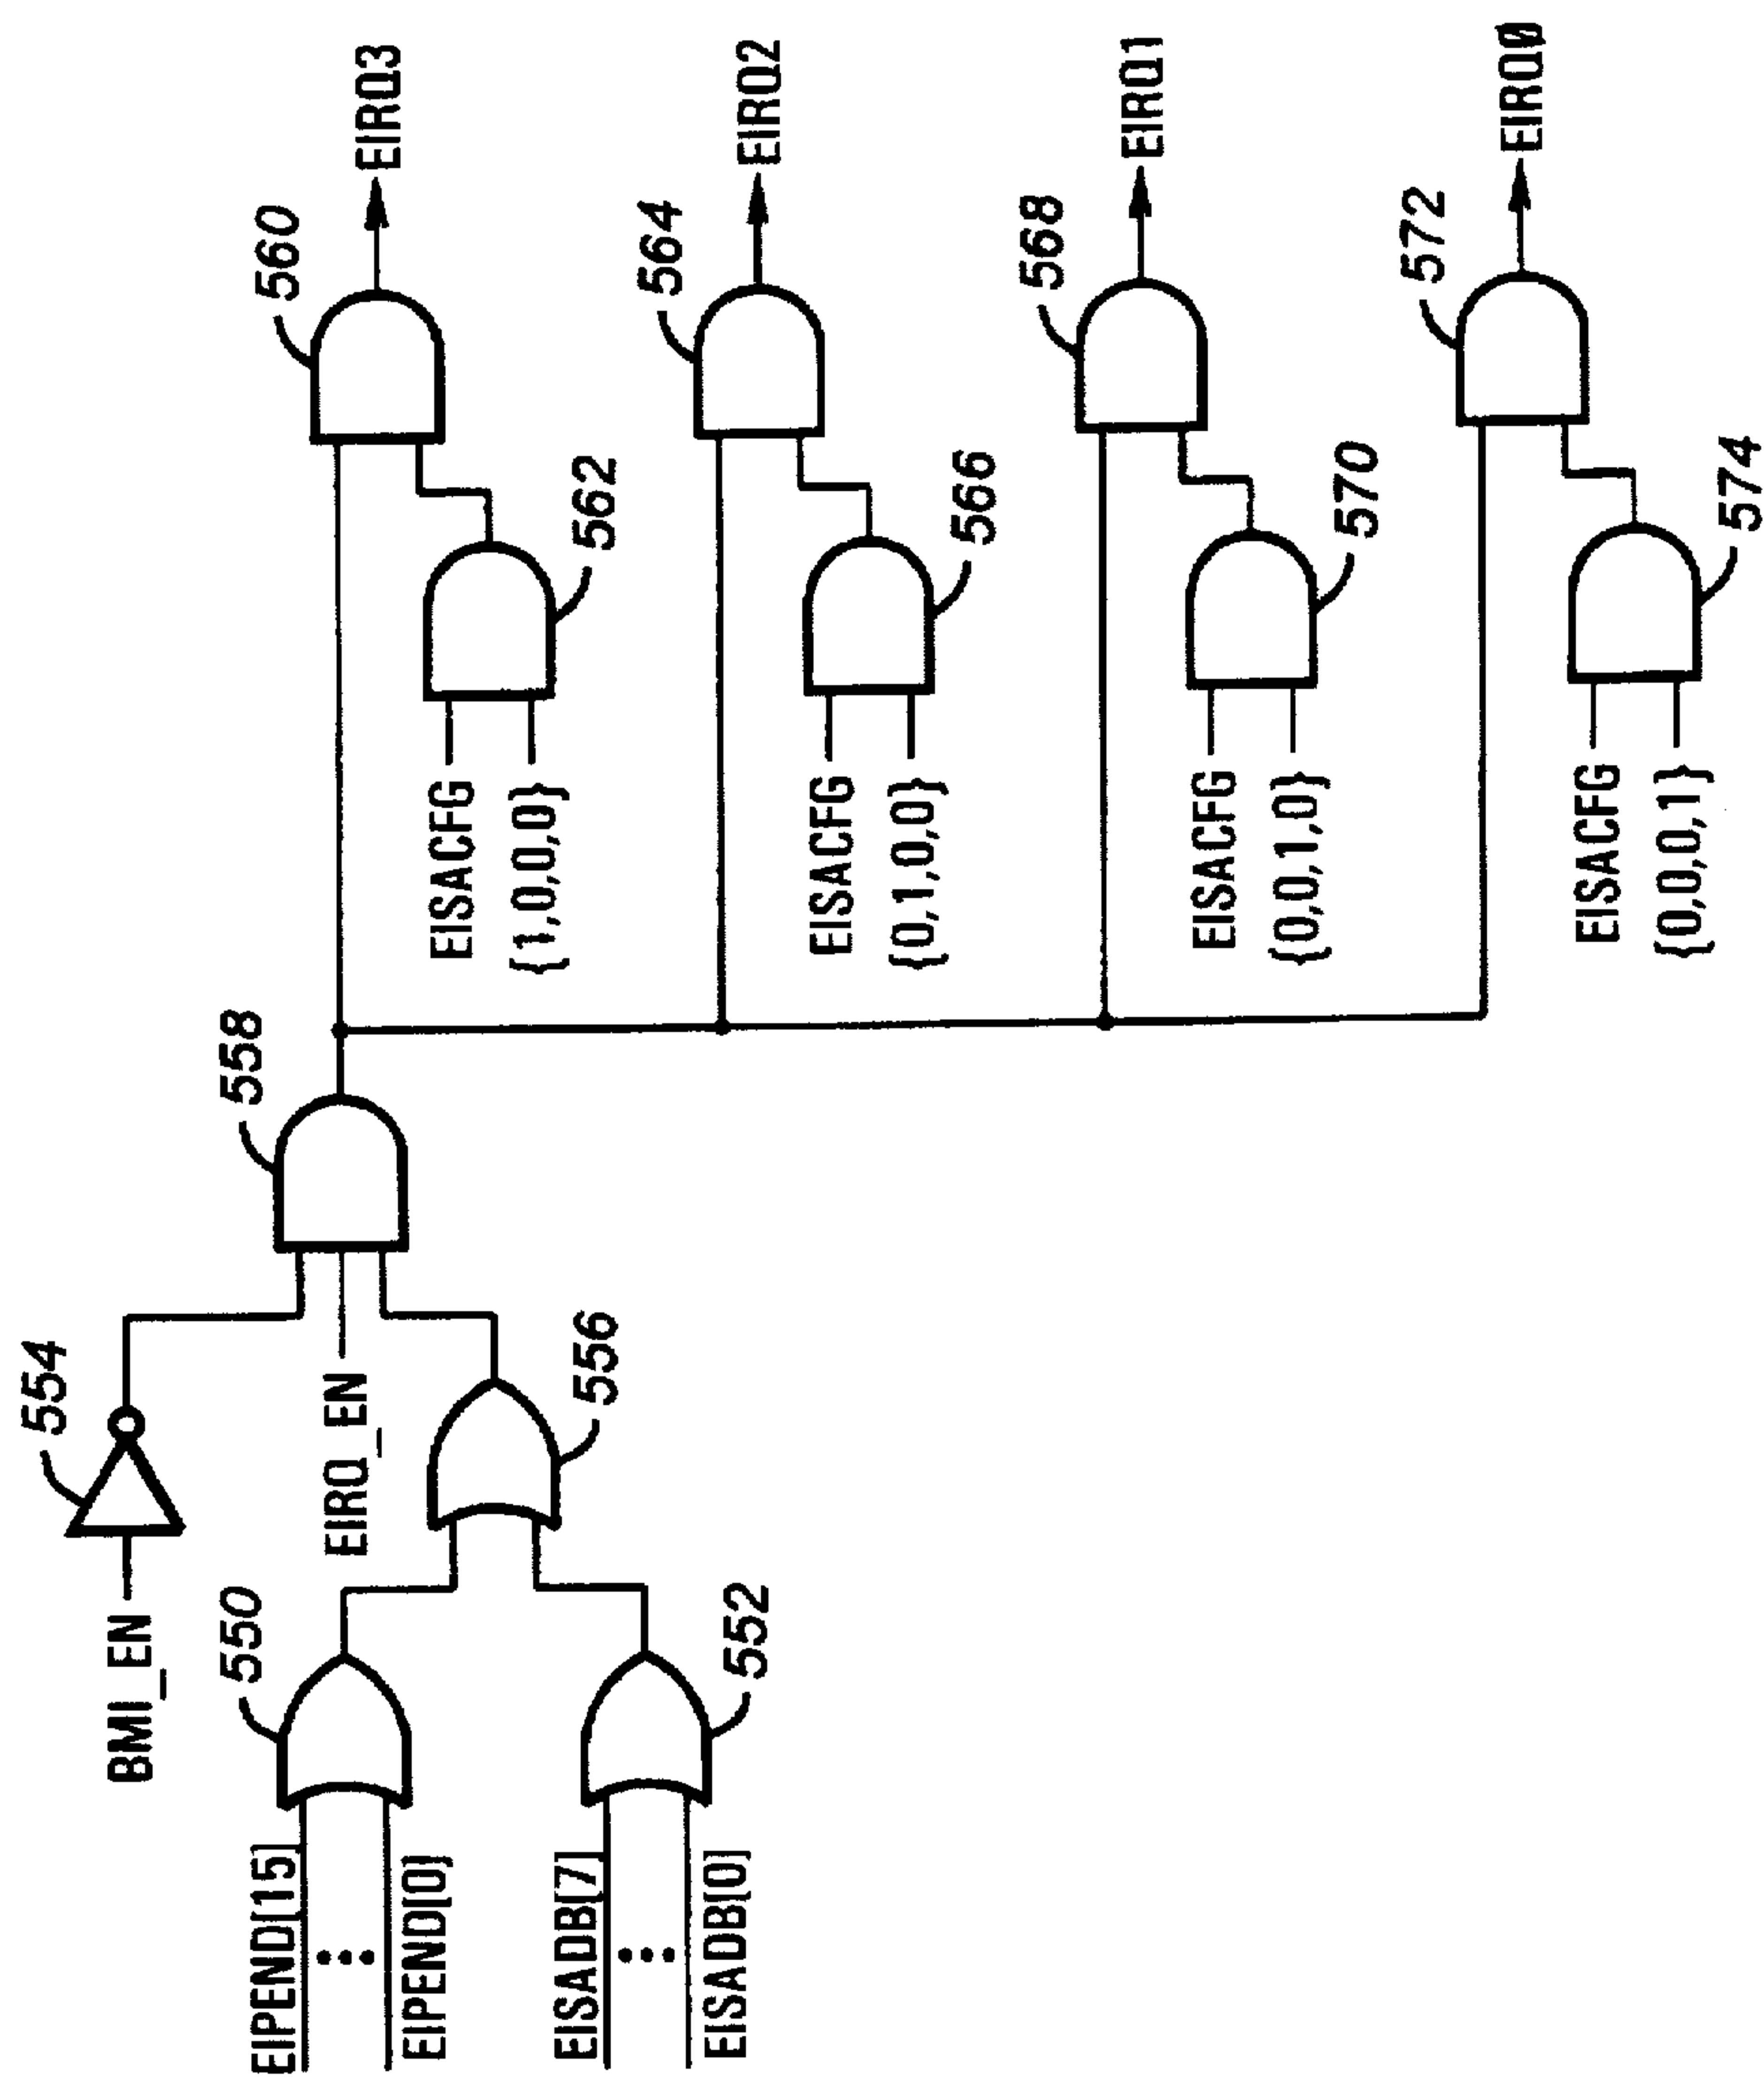 BMI_EN
554
EIPEND[15]
EIPEND[0]
550
EISADB[7]
EISADB[0]
552
EIRQ_EN
556
558
560
EIRQ3
EISACFG
{1,0,0,0}
562
564
EIRQ2
EISACFG
{0,1,0,0}
566
568
EIRQ1
EISACFG
{0,0,1,0}
570
572
EIRQ0
EISACFG
{0,0,0,1}
574